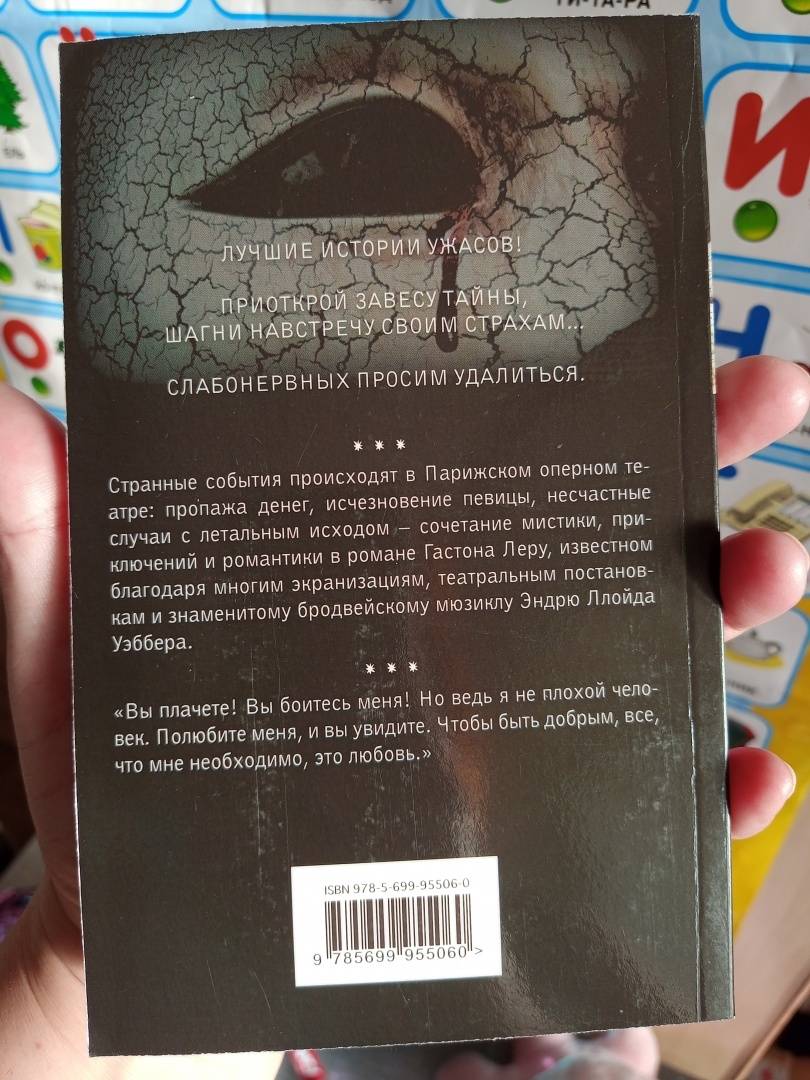 ТИ-ТА-РА
И
ЛУЧШИЕ ИСТОРИИ УЖАСОВ!
ПРИОТКРОЙ ЗАВЕСУ ТАЙНЫ,
ШАГНИ НАВСТРЕЧУ СВОИМ СТРАХАМ...
СЛАБОНЕРВНЫХ ПРОСИМ УДАЛИТЬСЯ.
Странные события происходят в Парижском оперном те-
атре: пропажа денег, исчезновение певицы, несчастные
случаи с летальным исходом – сочетание мистики, при-
ключений и романтики в романе Гастона Леру, известном
благодаря многим экранизациям, театральным постанов-
кам и знаменитому бродвейскому мюзиклу Эндрю Ллойда
Уэббера.
«Вы плачете! Вы боитесь меня! Но ведь я не плохой чело-
век. Полюбите меня, и вы увидите. Чтобы быть добрым, все,
что мне необходимо, это любовь.»
ISBN 978-5-699-95506-0
9 785699 955060 >